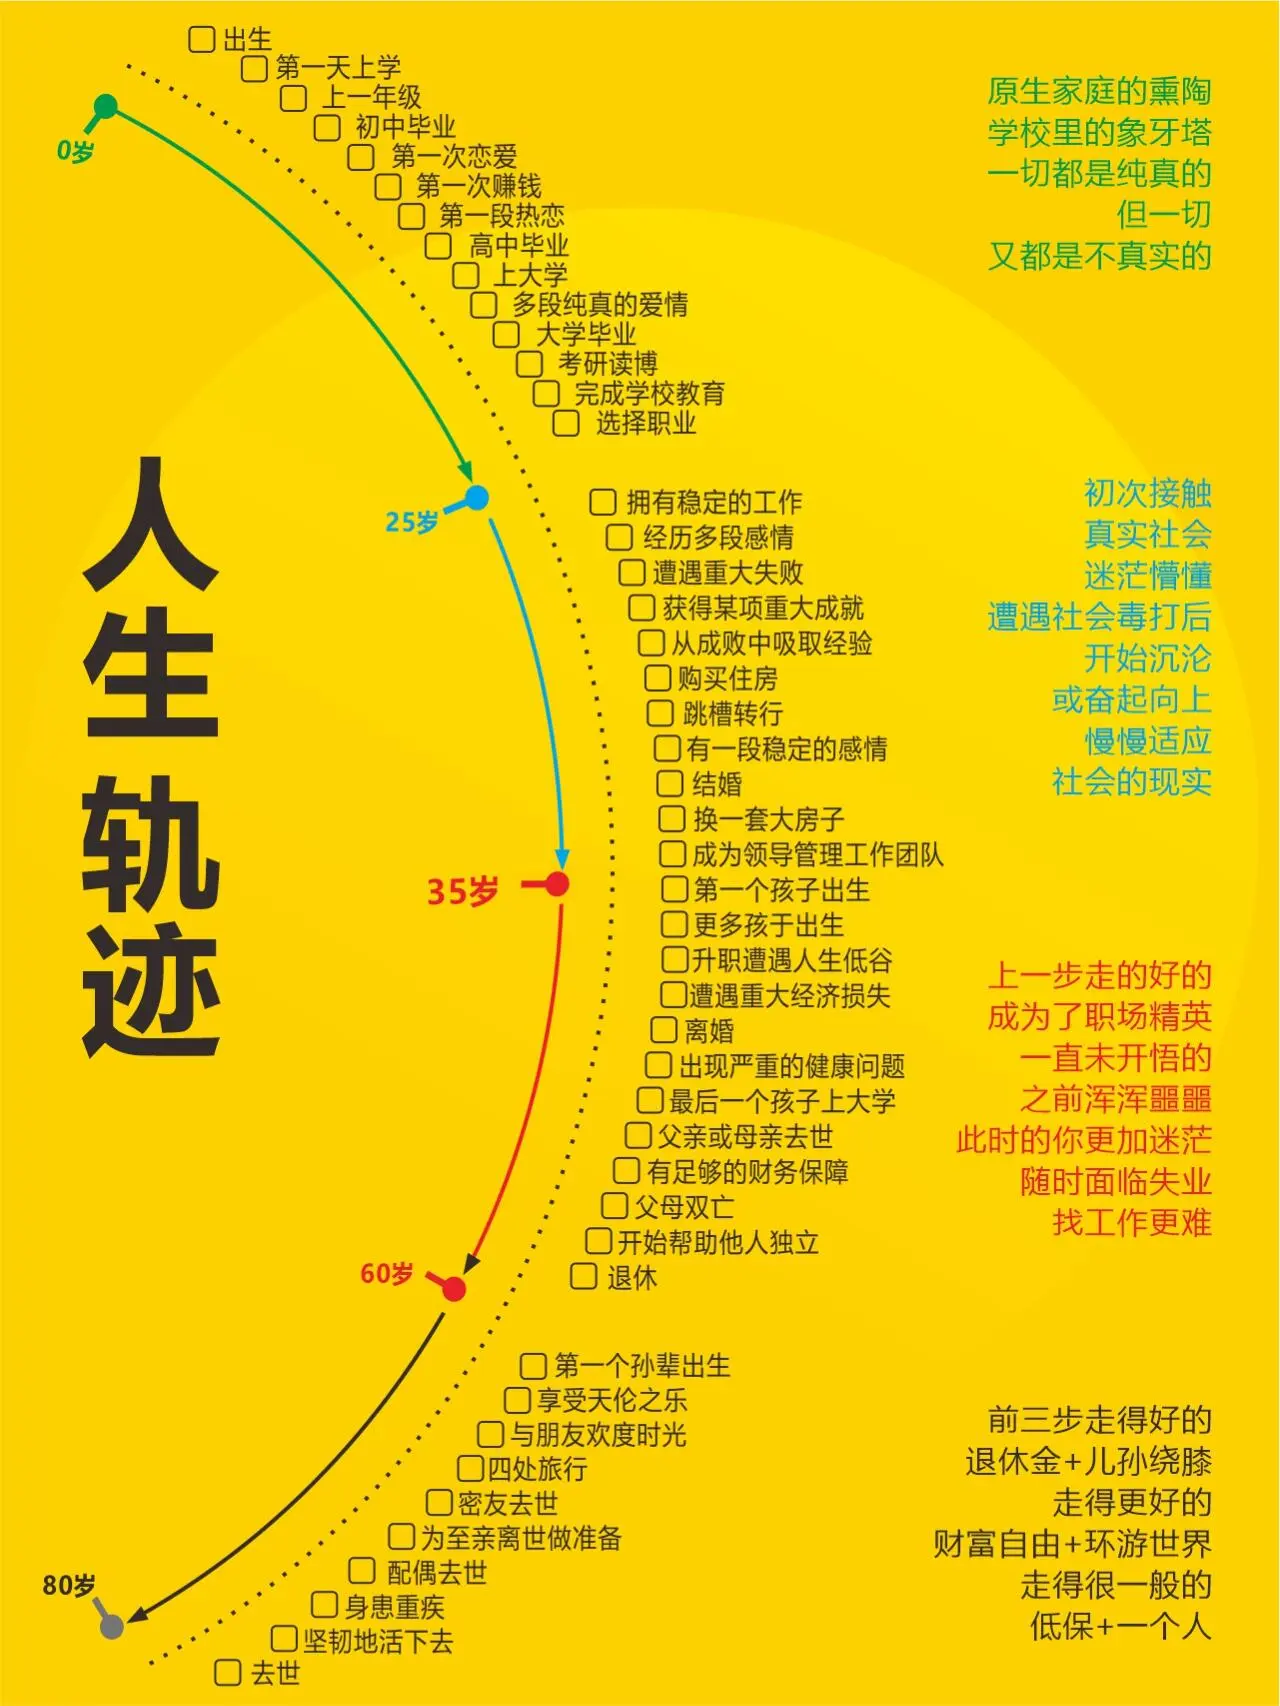 人生轨迹
0岁
出生
第一天上学
上一年级
初中毕业
第一次恋爱
第一次赚钱
第一段热恋
高中毕业
上大学
多段纯真的爱情
大学毕业
考研读博
完成学校教育
选择职业
原生家庭的熏陶
学校里的象牙塔
一切都是纯真的
但一切
又都是不真实的
25岁
拥有稳定的工作
经历多段感情
遭遇重大失败
获得某项重大成就
从成败中吸取经验
购买住房
跳槽转行
有一段稳定的感情
结婚
换一套大房子
成为领导管理工作团队
初次接触
真实社会
迷茫懵懂
遭遇社会毒打后
开始沉沦
或奋起向上
慢慢适应
社会的现实
35岁
第一个孩子出生
更多孩于出生
升职遭遇人生低谷
遭遇重大经济损失
离婚
出现严重的健康问题
最后一个孩子上大学
父亲或母亲去世
有足够的财务保障
父母双亡
开始帮助他人独立
退休
上一步走的好的
成为了职场精英
一直未开悟的
之前浑浑噩噩
此时的你更加迷茫
随时面临失业
找工作更难
60岁
第一个孙辈出生
享受天伦之乐
与朋友欢度时光
四处旅行
密友去世
为至亲离世做准备
配偶去世
身患重疾
坚韧地活下去
去世
前三步走得好的
退休金+儿孙绕膝
走得更好的
财富自由+环游世界
走得很一般的
低保+一个人
80岁